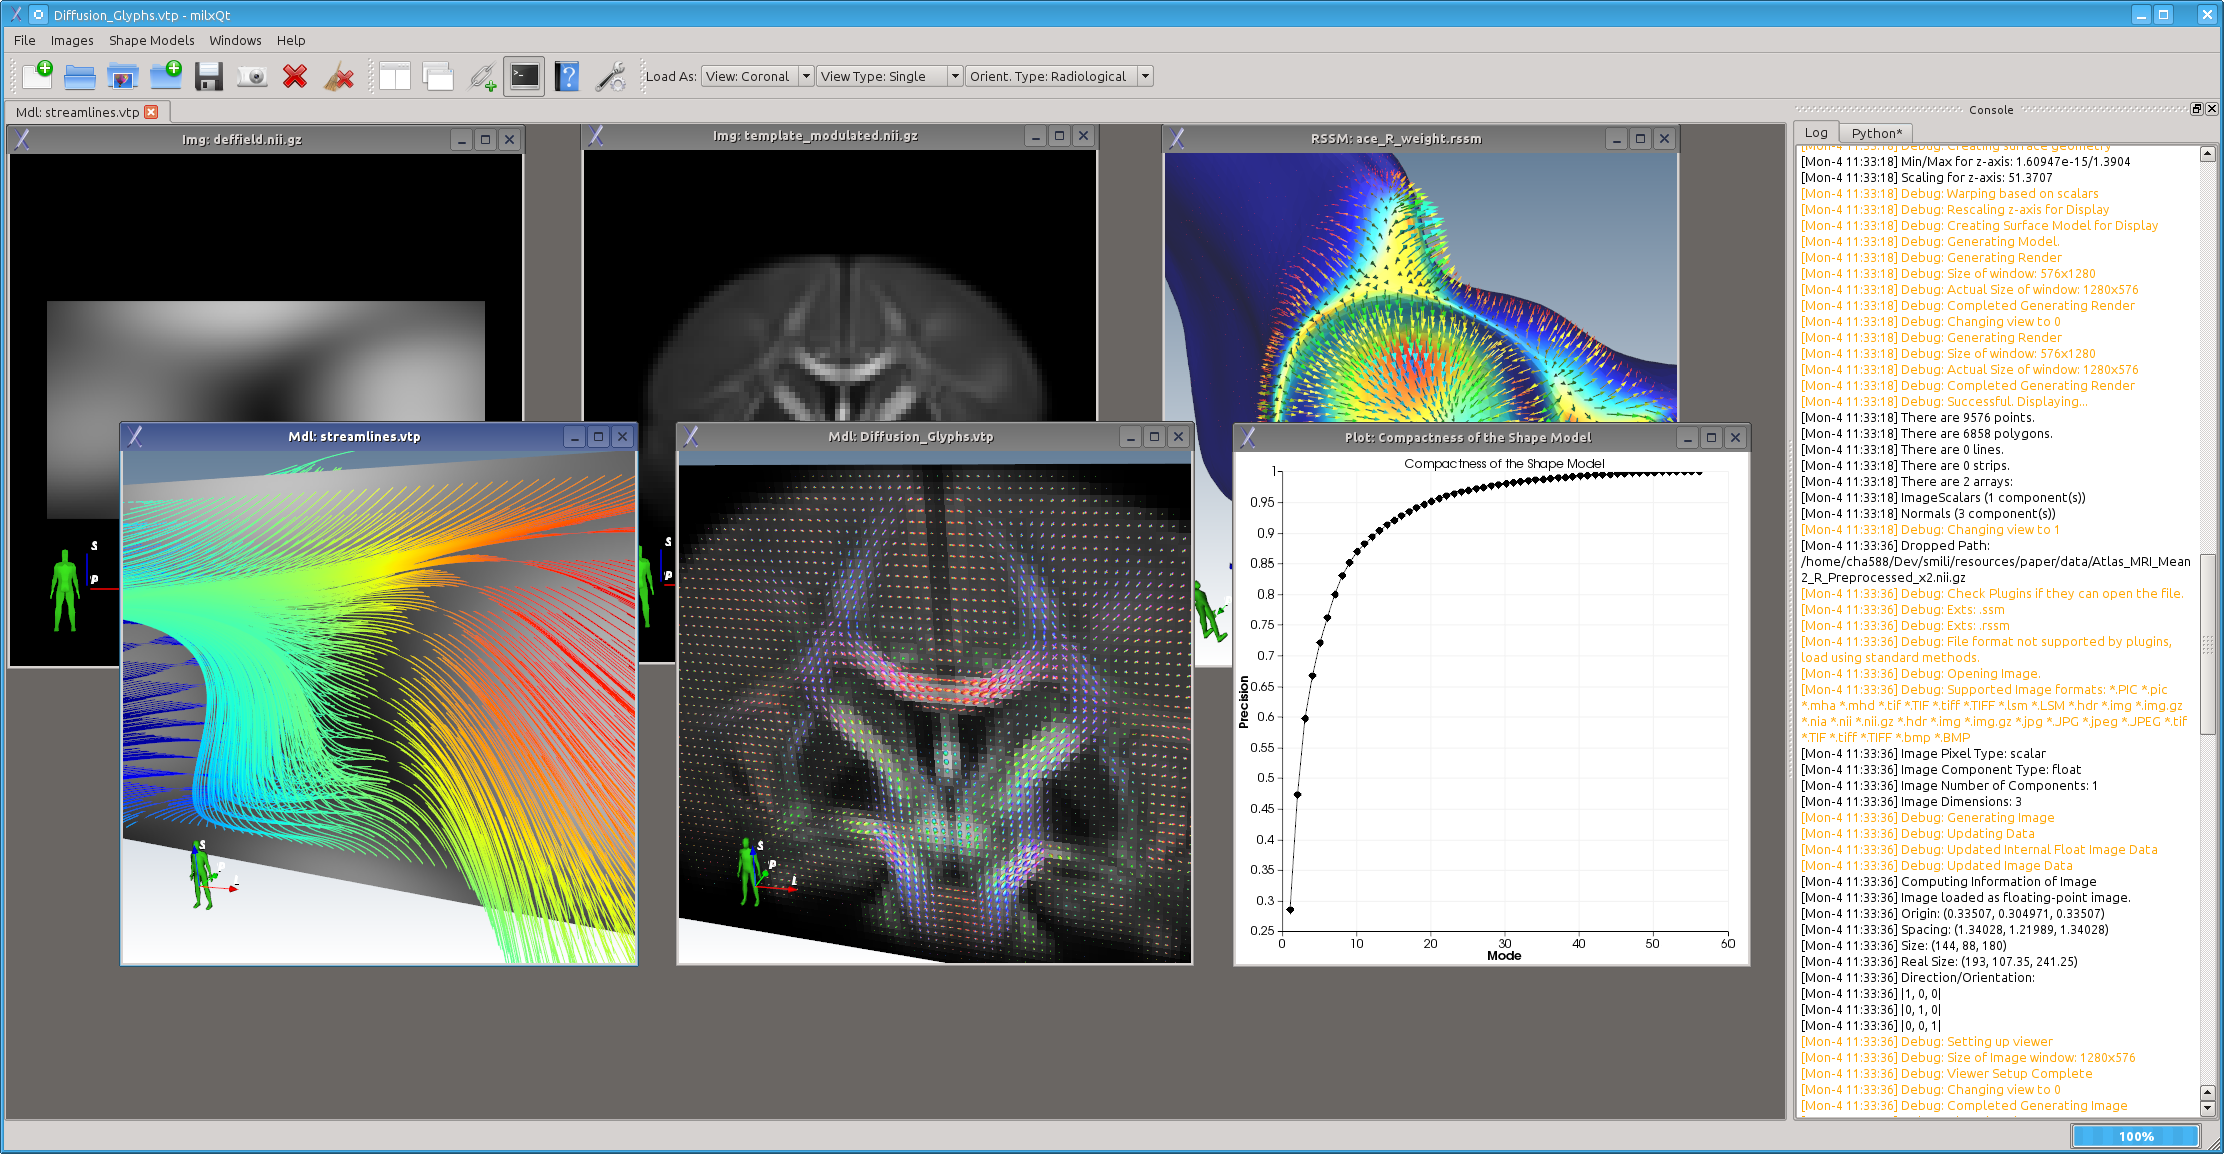 Diffusion_Glyphs.vtp - milxQt
File Images Shape Models Windows Help
Load As: View: Coronal View Type: Single Orient. Type: Radiological
Mdl: streamlines.vtp
Img: deffield.nii.gz
S
P
Img: template_modulated.nii.gz
S
P
RSSM: ace_R_weight.rssm
Mdl: streamlines.vtp
S
P
Mdl: Diffusion_Glyphs.vtp
S
P
L
Plot: Compactness of the Shape Model
Compactness of the Shape Model
1
0.95
0.9
0.85
0.8
0.75
0.7
0.65
0.6
0.55
0.5
0.45
0.4
0.35
0.3
0.25
Precision
0 10 20 30 40 50 60
Mode
Console
Log Python*
[Mon-4 11:33:18] Debug: Creating surface geometry
[Mon-4 11:33:18] Min/Max for z-axis: 1.60947e-15/1.3904
[Mon-4 11:33:18] Scaling for z-axis: 51.3707
[Mon-4 11:33:18] Debug: Warping based on scalars
[Mon-4 11:33:18] Debug: Rescaling z-axis for Display
[Mon-4 11:33:18] Debug: Creating Surface Model for Display
[Mon-4 11:33:18] Debug: Generating Model.
[Mon-4 11:33:18] Debug: Generating Render
[Mon-4 11:33:18] Debug: Size of window: 576x1280
[Mon-4 11:33:18] Debug: Actual Size of window: 1280x576
[Mon-4 11:33:18] Debug: Completed Generating Render
[Mon-4 11:33:18] Debug: Changing view to 0
[Mon-4 11:33:18] Debug: Generating Render
[Mon-4 11:33:18] Debug: Size of window: 576x1280
[Mon-4 11:33:18] Debug: Actual Size of window: 1280x576
[Mon-4 11:33:18] Debug: Completed Generating Render
[Mon-4 11:33:18] Debug: Successful. Displaying...
[Mon-4 11:33:18] There are 9576 points.
[Mon-4 11:33:18] There are 6858 polygons.
[Mon-4 11:33:18] There are 0 lines.
[Mon-4 11:33:18] There are 0 strips.
[Mon-4 11:33:18] There are 2 arrays:
[Mon-4 11:33:18] ImageScalars (1 component(s))
[Mon-4 11:33:18] Normals (3 component(s))
[Mon-4 11:33:18] Debug: Changing view to 1
[Mon-4 11:33:36] Dropped Path:
/home/cha588/Dev/smili/resources/paper/data/Atlas_MRI_Mean
2_R_Preprocessed_x2.nii.gz
[Mon-4 11:33:36] Debug: Check Plugins if they can open the file.
[Mon-4 11:33:36] Debug: Exts: .ssm
[Mon-4 11:33:36] Debug: Exts: .rssm
[Mon-4 11:33:36] Debug: File format not supported by plugins,
load using standard methods.
[Mon-4 11:33:36] Debug: Opening Image.
[Mon-4 11:33:36] Debug: Supported Image formats: *.PIC *.pic
*.mha *.mhd *.tif *.TIF *.tiff *.TIFF *.lsm *.LSM *.hdr *.img *.img.gz
*.nia *.nii *.nii.gz *.hdr *.img *.img.gz *.jpg *.JPG *.jpeg *.JPEG *.tif
*.TIF *.tiff *.TIFF *.bmp *.BMP
[Mon-4 11:33:36] Image Pixel Type: scalar
[Mon-4 11:33:36] Image Component Type: float
[Mon-4 11:33:36] Image Number of Components: 1
[Mon-4 11:33:36] Image Dimensions: 3
[Mon-4 11:33:36] Debug: Generating Image
[Mon-4 11:33:36] Debug: Updating Data
[Mon-4 11:33:36] Debug: Updated Internal Float Image Data
[Mon-4 11:33:36] Debug: Updated Image Data
[Mon-4 11:33:36] Computing Information of Image
[Mon-4 11:33:36] Image loaded as floating-point image.
[Mon-4 11:33:36] Origin: (0.33507, 0.304971, 0.33507)
[Mon-4 11:33:36] Spacing: (1.34028, 1.21989, 1.34028)
[Mon-4 11:33:36] Size: (144, 88, 180)
[Mon-4 11:33:36] Real Size: (193, 107.35, 241.25)
[Mon-4 11:33:36] Direction/Orientation:
[Mon-4 11:33:36] |1, 0, 0|
[Mon-4 11:33:36] |0, 1, 0|
[Mon-4 11:33:36] |0, 0, 1|
[Mon-4 11:33:36] Debug: Setting up viewer
[Mon-4 11:33:36] Debug: Size of Image window: 1280x576
[Mon-4 11:33:36] Debug: Viewer Setup Complete
[Mon-4 11:33:36] Debug: Changing view to 0
[Mon-4 11:33:36] Debug: Completed Generating Image
100%